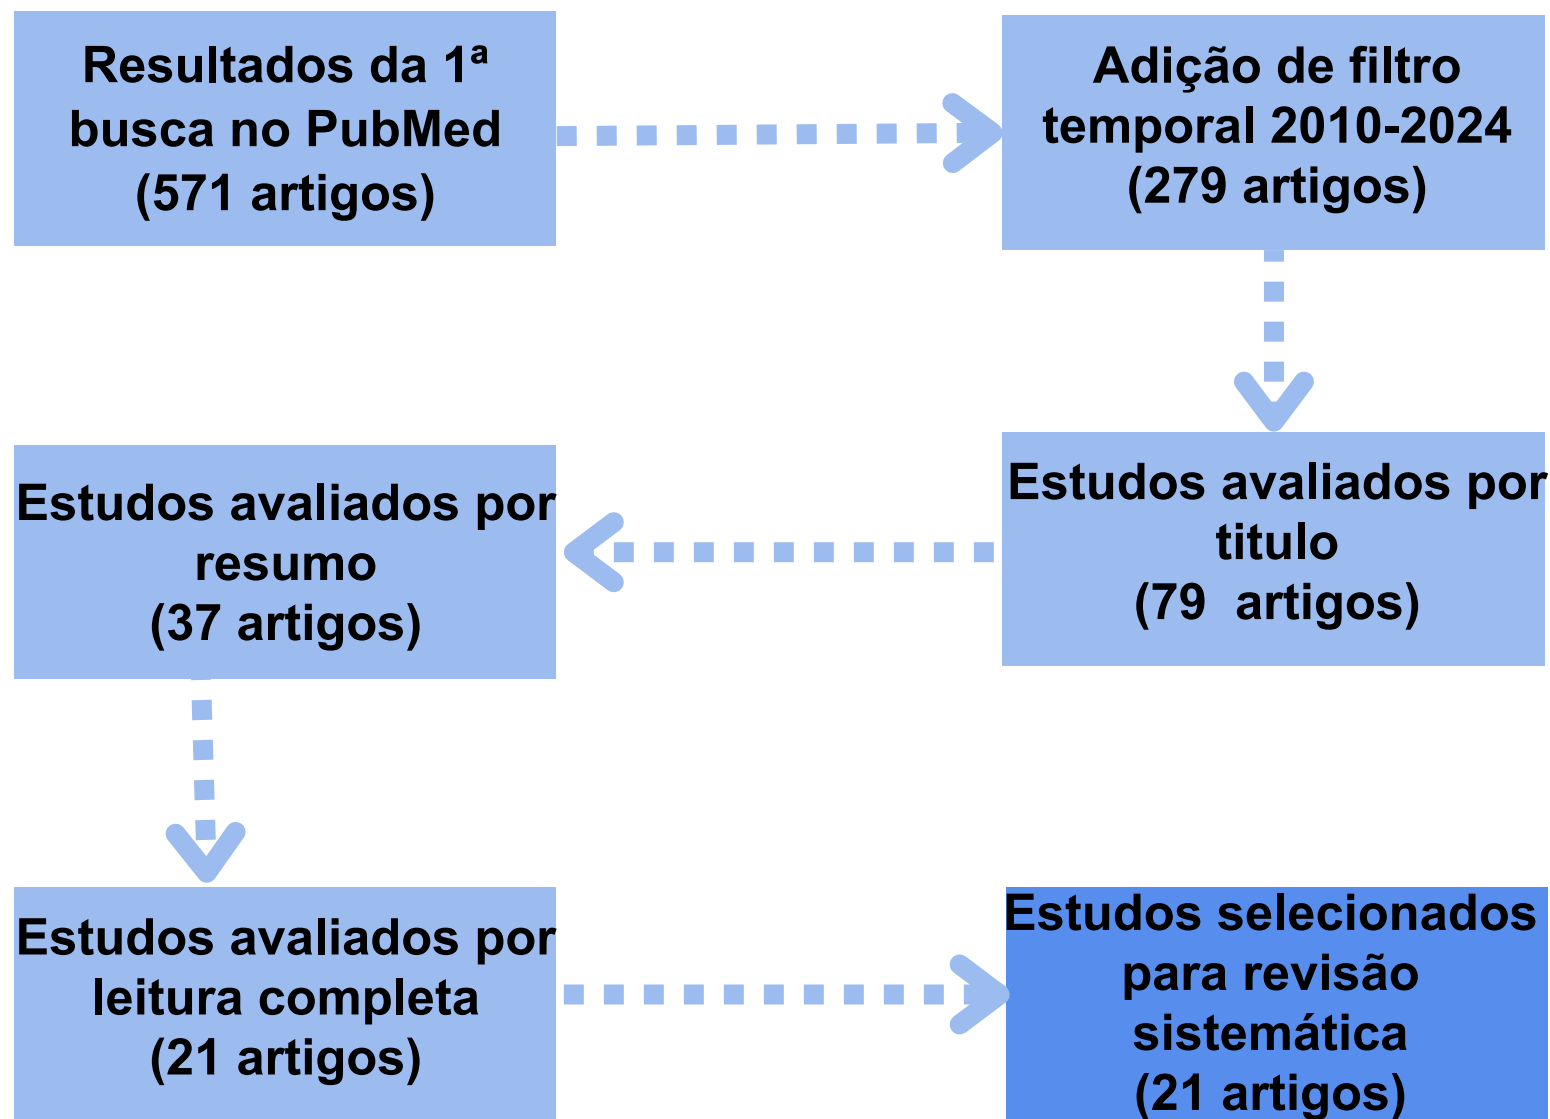 Resultados da 1ª
busca no PubMed
(571 artigos)
Adição de filtro
temporal 2010-2024
(279 artigos)
Estudos avaliados por
titulo
(79  artigos)
Estudos avaliados por
resumo
(37 artigos)
Estudos avaliados por
leitura completa
(21 artigos)
Estudos selecionados
para revisão
sistemática
(21 artigos)